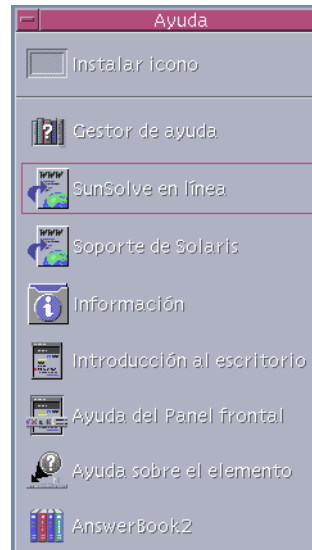 Ayuda
Instalar icono
Gestor de ayuda
SunSolve en línea
Soporte de Solaris
Información
Introducción al escritorio
Ayuda del Panel frontal
Ayuda sobre el elemento
AnswerBook2